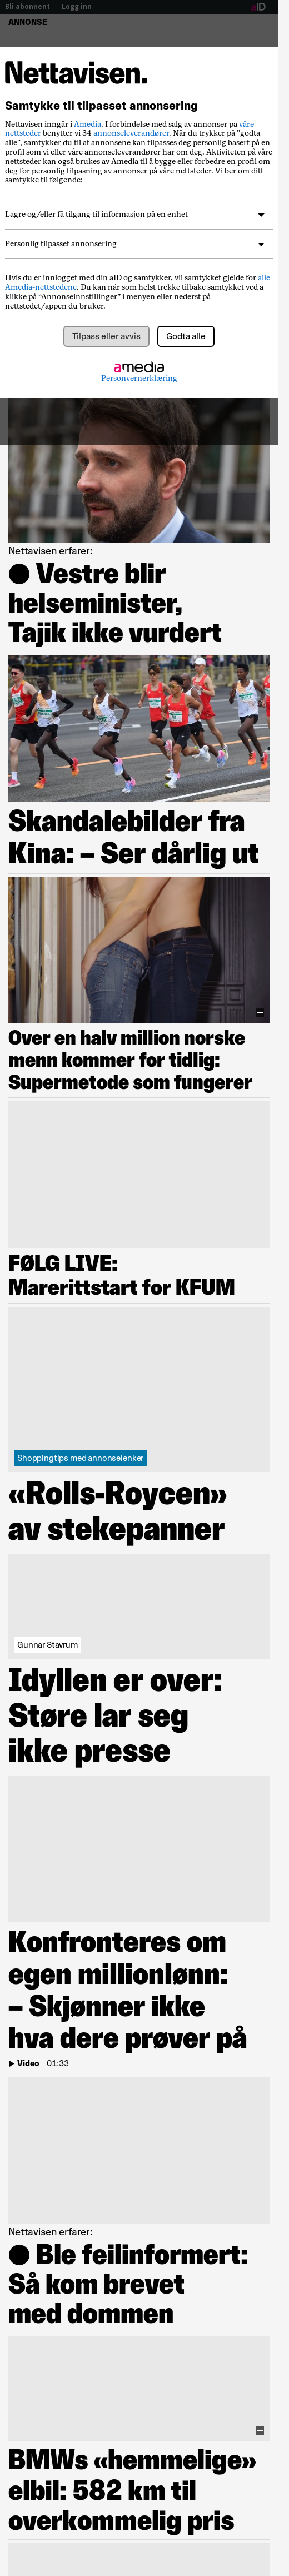 Bli abonnent | Logg inn
aID
ANNONSE
Nettavisen.
Samtykke til tilpasset annonsering
Nettavisen inngår i Amedia. I forbindelse med salg av annonser på våre
nettsteder benytter vi 34 annonseleverandører. Når du trykker på "godta
alle", samtykker du til at annonsene kan tilpasses deg personlig basert på en
profil vi eller våre annonseleverandører har om deg. Aktiviteten på våre
nettsteder kan også brukes av Amedia til å bygge eller forbedre en profil om
deg for personlig tilpasning av annonser på våre nettsteder. Vi ber om ditt
samtykke til følgende:
Lagre og/eller få tilgang til informasjon på en enhet
Personlig tilpasset annonsering
Hvis du er innlogget med din aID og samtykker, vil samtykket gjelde for alle
Amedia-nettstedene. Du kan når som helst trekke tilbake samtykket ved å
klikke på “Annonseinnstillinger” i menyen eller nederst på
nettstedet/appen du bruker.
Tilpass eller avvis
Godta alle
amedia
Personvernerklæring
Nettavisen erfarer:
Vestre blir
helseminister,
Tajik ikke vurdert
Skandalebilder fra
Kina: – Ser dårlig ut
Over en halv million norske
menn kommer for tidlig:
Supermetode som fungerer
FØLG LIVE:
Marerittstart for KFUM
Shoppingtips med annonselenker
«Rolls-Roycen»
av stekepanner
Gunnar Stavrum
Idyllen er over:
Støre lar seg
ikke presse
Konfronteres om
egen millionlønn:
– Skjønner ikke
hva dere prøver på
Video | 01:33
Nettavisen erfarer:
Ble feilinformert:
Så kom brevet
med dommen
BMWs «hemmelige»
elbil: 582 km til
overkommelig pris